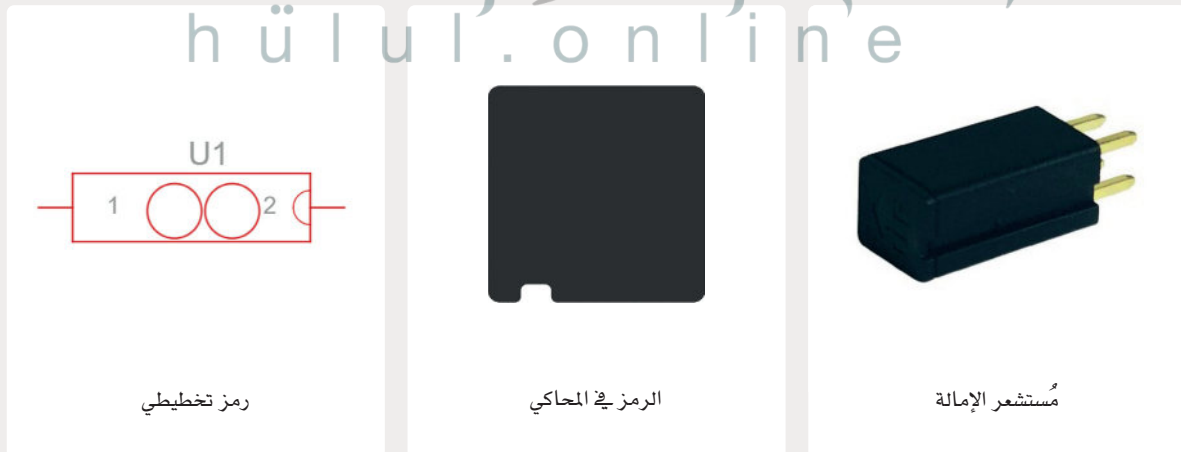 hülul.online
U1
1 2
مُستشعر الإمالة
الرمز في المحاكي
رمز تخطيطي